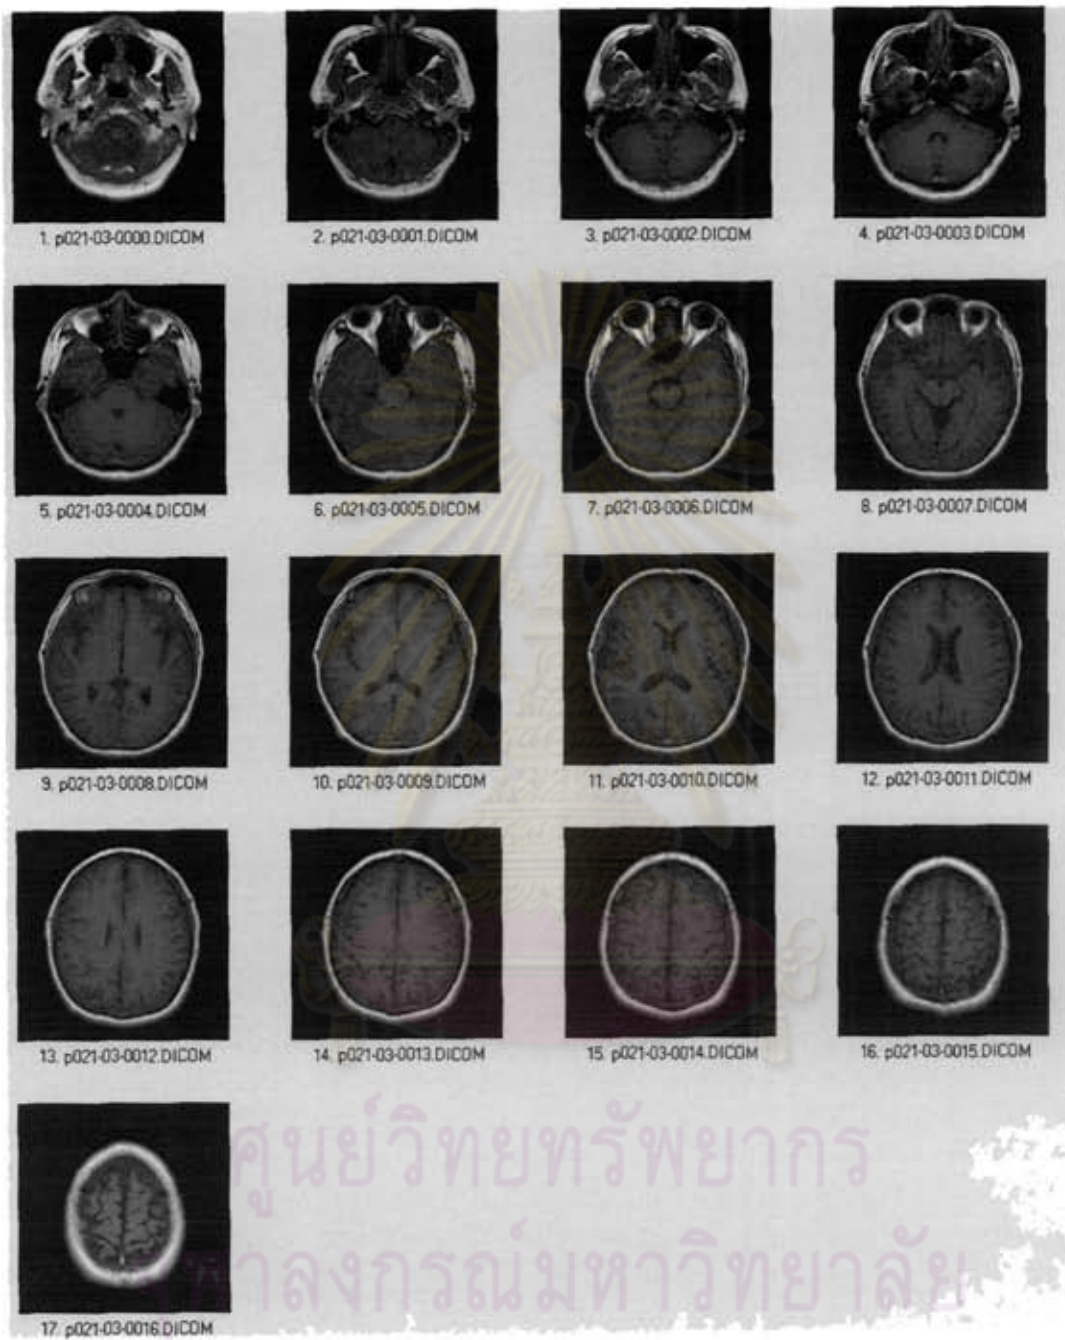 1. p021-03-0000.DICOM
2. p021-03-0001.DICOM
3. p021-03-0002.DICOM
4. p021-03-0003.DICOM
5. p021-03-0004.DICOM
6. p021-03-0005.DICOM
7. p021-03-0006.DICOM
8. p021-03-0007.DICOM
9. p021-03-0008.DICOM
10. p021-03-0009.DICOM
11. p021-03-0010.DICOM
12. p021-03-0011.DICOM
13. p021-03-0012.DICOM
14. p021-03-0013.DICOM
15. p021-03-0014.DICOM
16. p021-03-0015.DICOM
ศูนย์วิทยทรัพยากร
จุฬาลงกรณ์มหาวิทยาลัย
17. p021-03-0016.DICOM